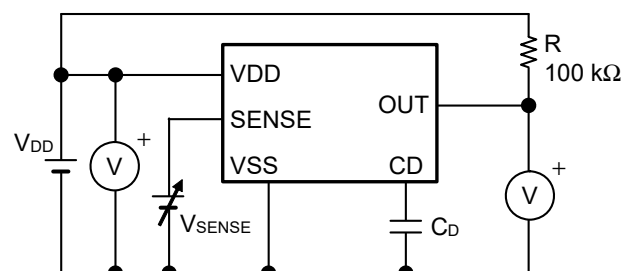 R
100 kΩ
VDD
OUT
SENSE
VDD
V
+
VSS
CD
V
+
VSENSE
CD